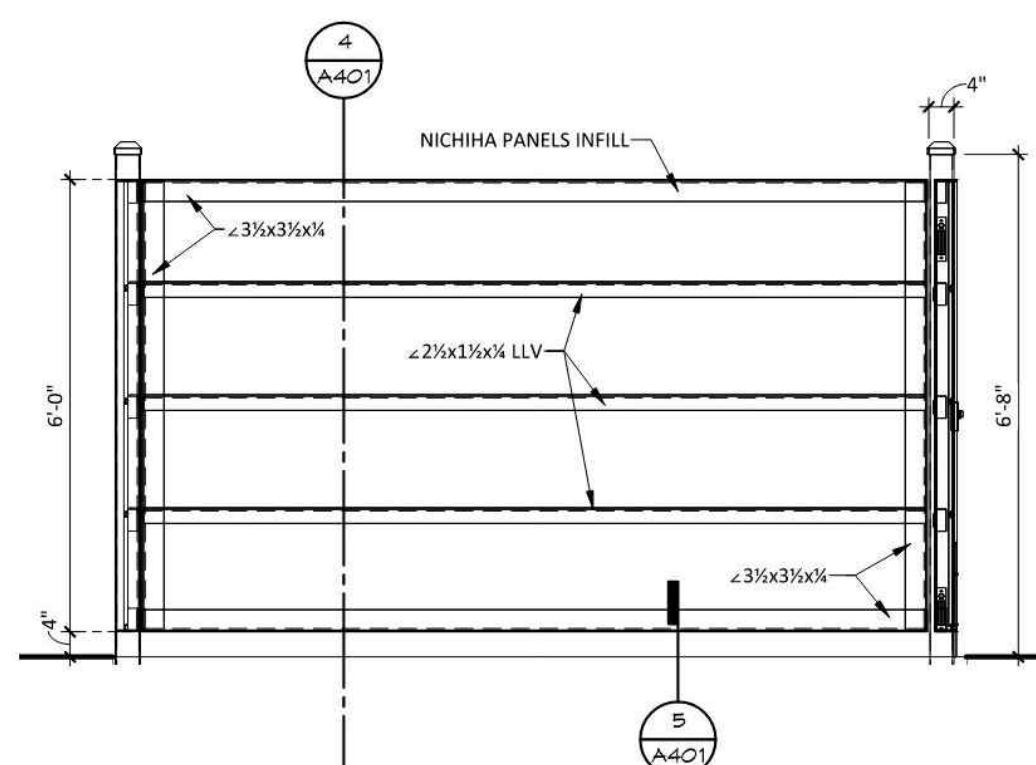 4
A401
4"
NICHIHA PANELS INFILL
∠3½x3½x¼
∠2½x1½x¼ LLV
6'-0"
6'-8"
∠3½x3½x¼
4"
5
A401